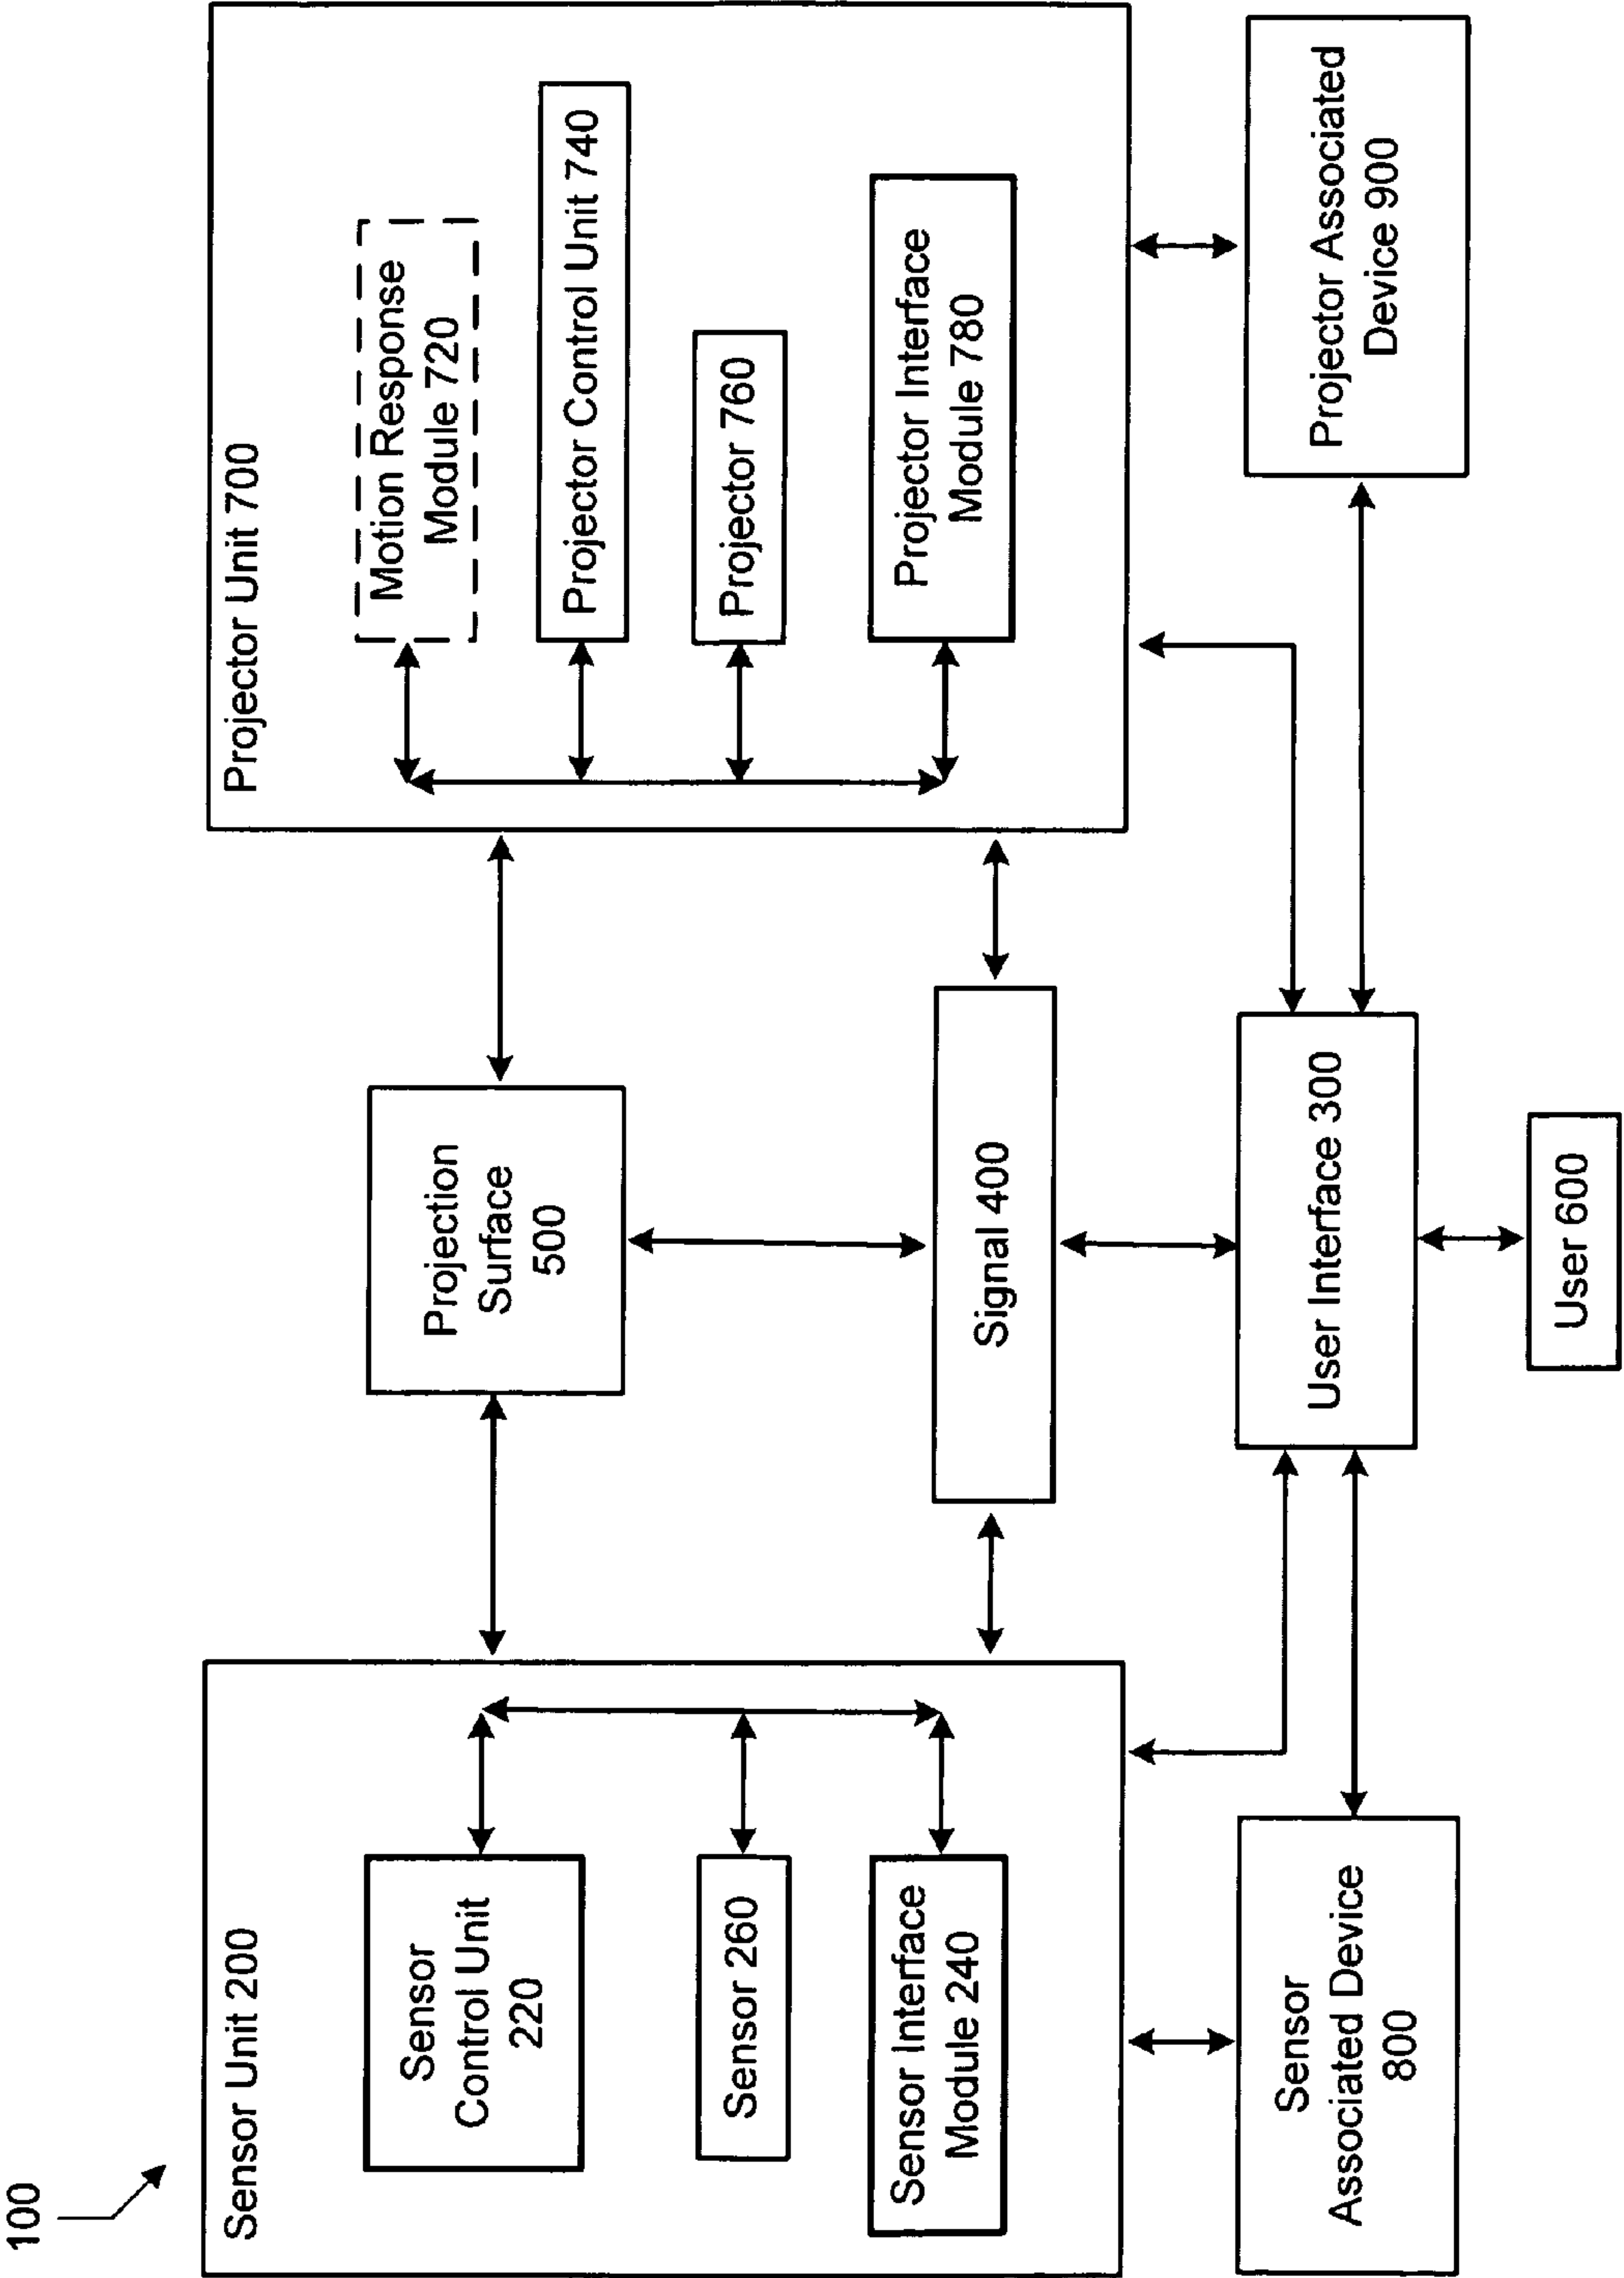 100
Sensor Unit 200
Sensor
Control Unit
220
Sensor 260
Sensor Interface
Module 240
Projection
Surface
500
Signal 400
Projector Unit 700
Motion Response
Module 720
Projector Control Unit 740
Projector 760
Projector Interface
Module 780
Sensor
Associated Device
800
User Interface 300
User 600
Projector Associated
Device 900